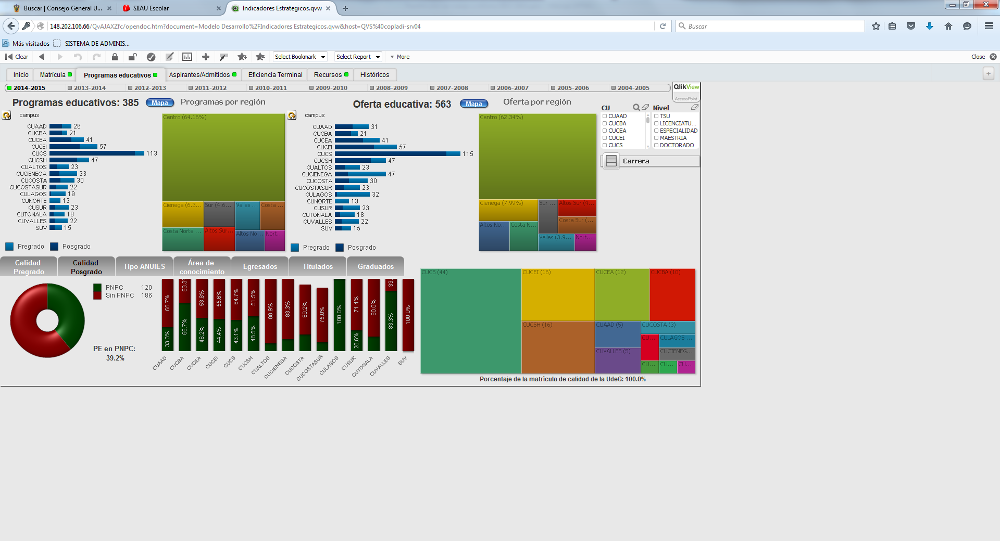 Buscar | Consejo General U...
SIIAU Escolar
Indicadores Estrategicos.qvw
148.202.106.66/QvAJAXZfc/opendoc.htm?document=Modelo Desarrollo%2FIndicadores Estrategicos.qvw&host=QVS%40copladi-srv04
Buscar
Más visitados
SISTEMA DE ADMINIS...
Clear
Select Bookmark
Select Report
More
Close
Inicio
Matrícula
Programas educativos
Aspirantes/Admitidos
Eficiencia Terminal
Recursos
Históricos
2014-2015
2013-2014
2012-2013
2011-2012
2010-2011
2009-2010
2008-2009
2007-2008
2006-2007
2005-2006
2004-2005
QlikView
AccessPoint
Programas educativos: 385
Mapa
Programas por región
campus
CUAAD 26
CUCBA 21
CUCEA 41
CUCEI 57
CUCS 113
CUCSH 47
CUALTOS 23
CUCIENEGA 33
CUCOSTA 30
CUCOSTASUR 22
CULAGOS 19
CUNORTE 13
CUSUR 23
CUTONALA 18
CUVALLES 22
SUV 15
Pregrado
Posgrado
Centro (64.16%)
Cienega (6.3...
Sur (4.6...
Valles ...
Costa ...
Costa Norte ...
Altos Sur...
Altos No...
Nort...
Oferta educativa: 563
Mapa
Oferta por región
campus
CUAAD 31
CUCBA 21
CUCEA 41
CUCEI 57
CUCS 115
CUCSH 47
CUALTOS 23
CUCIENEGA 47
CUCOSTA 30
CUCOSTASUR 23
CULAGOS 32
CUNORTE 13
CUSUR 23
CUTONALA 18
CUVALLES 22
SUV 15
Pregrado
Posgrado
Centro (62.34%)
Cienega (7.99%)
Sur ...
Altos Sur (4...
Costa Sur (...
Altos No...
Costa N...
Valles (3.9...
Nort...
CU
CUAAD
CUCBA
CUCEA
CUCEI
CUCS
Nivel
TSU
LICENCIATU...
ESPECIALIDAD
MAESTRIA
DOCTORADO
Carrera
Calidad
Pregrado
Calidad
Posgrado
Tipo ANUIES
Área de
conocimiento
Egresados
Titulados
Graduados
PNPC 120
Sin PNPC 186
PE en PNPC:
39.2%
66.7%
53.3%
53.8%
55.6%
64.7%
51.5%
88.9%
83.3%
69.2%
75.0%
100.0%
71.4%
80.0%
33.
100.0%
33.3%
66.7%
46.2%
44.4%
43.1%
48.5%
28.6%
83.3%
CUAAD
CUCBA
CUCEA
CUCEI
CUCS
CUCSH
CUALTOS
CUCIENEGA
CUCOSTA
CUCOSTASUR
CULAGOS
CUSUR
CUTONALA
CUVALLES
SUV
CUCS (44)
CUCEI (16)
CUCEA (12)
CUCBA (10)
CUCSH (16)
CUAAD (5)
CUCOSTA (3)
CU...
CULAGOS ...
CUVALLES (5)
CUCIENEG...
CU...
CU...
CU...
Porcentaje de la matrícula de calidad de la UdeG: 100.0%